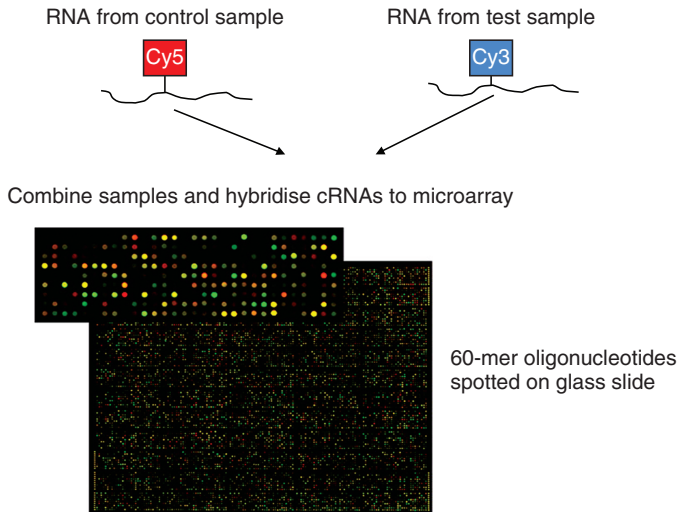 RNA from control sample
RNA from test sample
Cy5
Cy3
Combine samples and hybridise cRNAs to microarray
60-mer oligonucleotides
spotted on glass slide